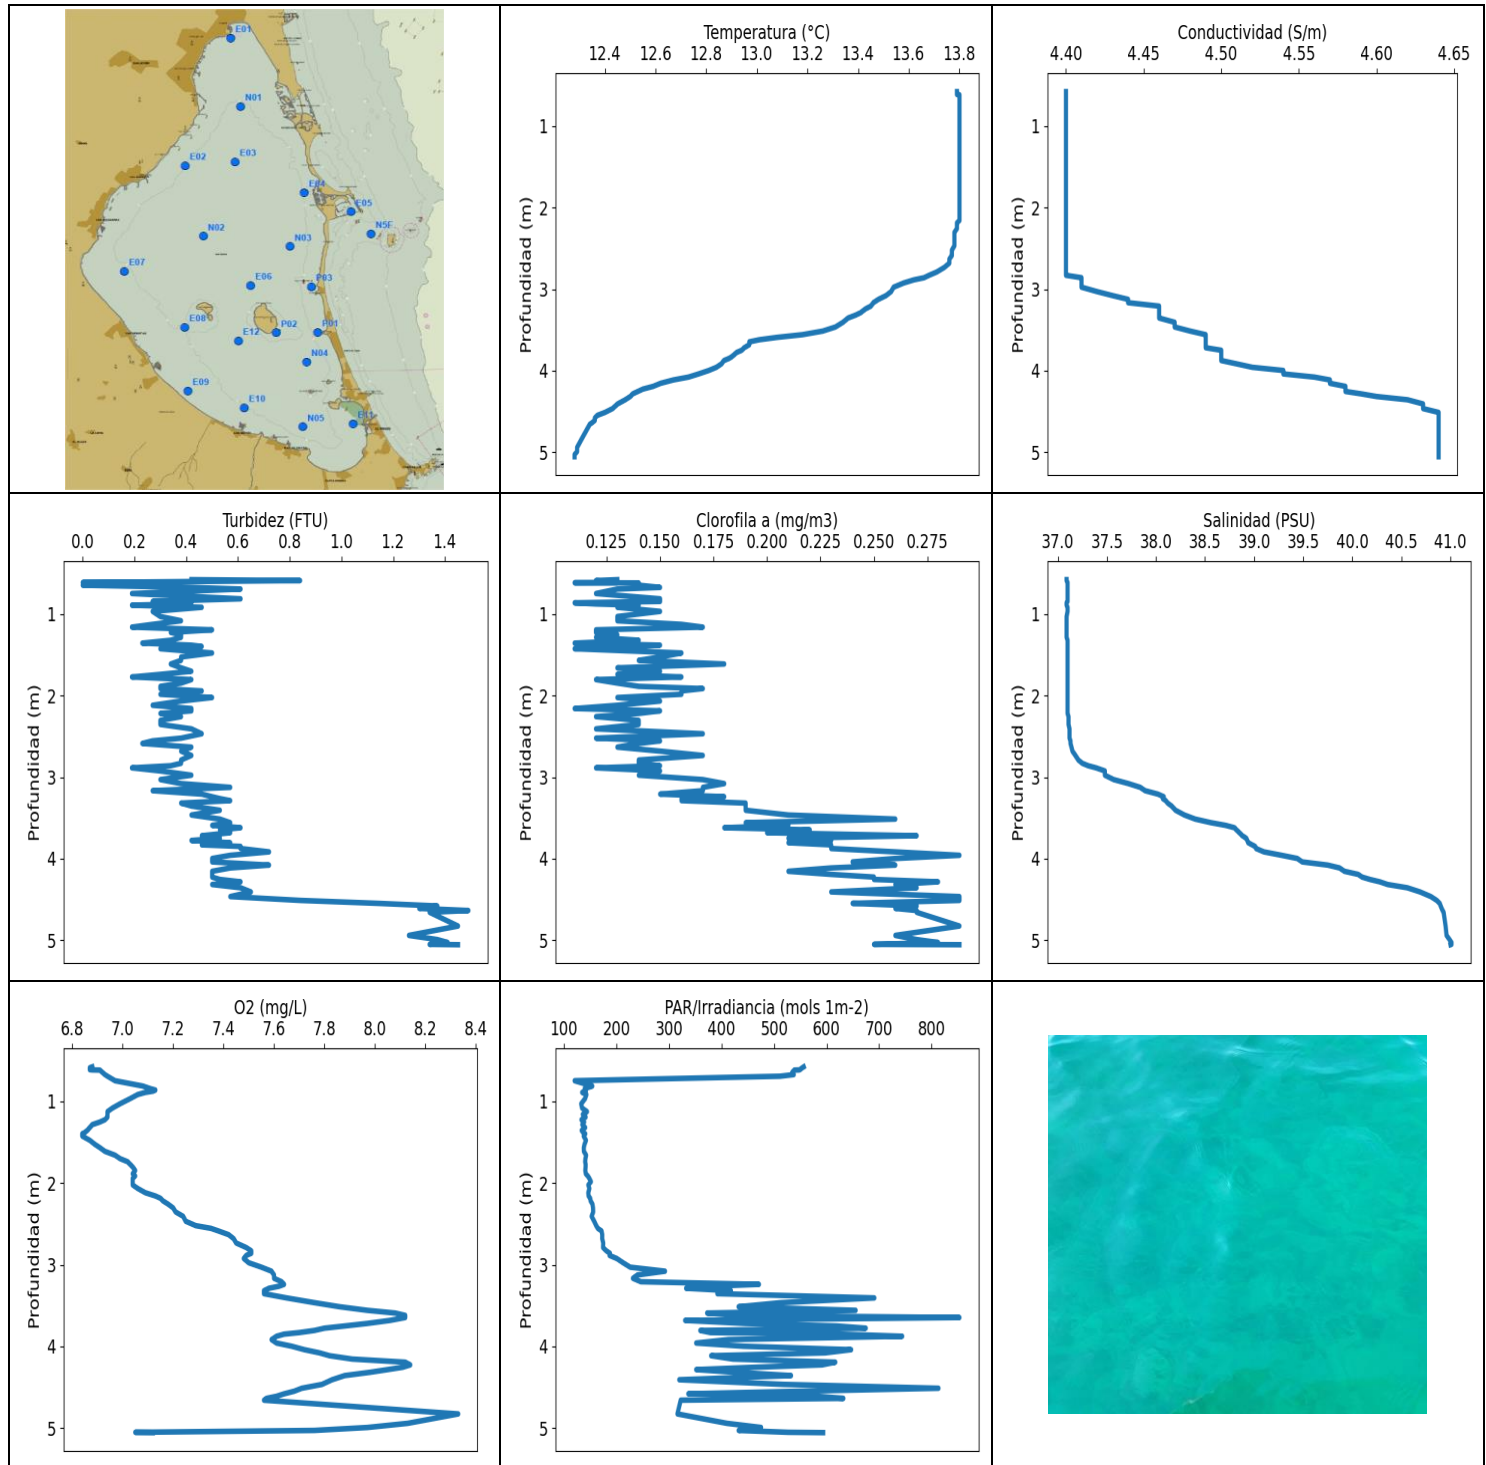 E01
N01
E02
E03
E04
E05
N5F
N02
N03
E07
E06
P03
E08
E12
P02
P01
N04
E09
E10
N05
E11
Temperatura (°C)
12.4 12.6 12.8 13.0 13.2 13.4 13.6 13.8
Profundidad (m)
1
2
3
4
5
Conductividad (S/m)
4.40 4.45 4.50 4.55 4.60 4.65
Profundidad (m)
1
2
3
4
5
Turbidez (FTU)
0.0 0.2 0.4 0.6 0.8 1.0 1.2 1.4
Profundidad (m)
1
2
3
4
5
Clorofila a (mg/m3)
0.125 0.150 0.175 0.200 0.225 0.250 0.275
Profundidad (m)
1
2
3
4
5
Salinidad (PSU)
37.0 37.5 38.0 38.5 39.0 39.5 40.0 40.5 41.0
Profundidad (m)
1
2
3
4
5
O2 (mg/L)
6.8 7.0 7.2 7.4 7.6 7.8 8.0 8.2 8.4
Profundidad (m)
1
2
3
4
5
PAR/Irradiancia (mols 1m-2)
100 200 300 400 500 600 700 800
Profundidad (m)
1
2
3
4
5